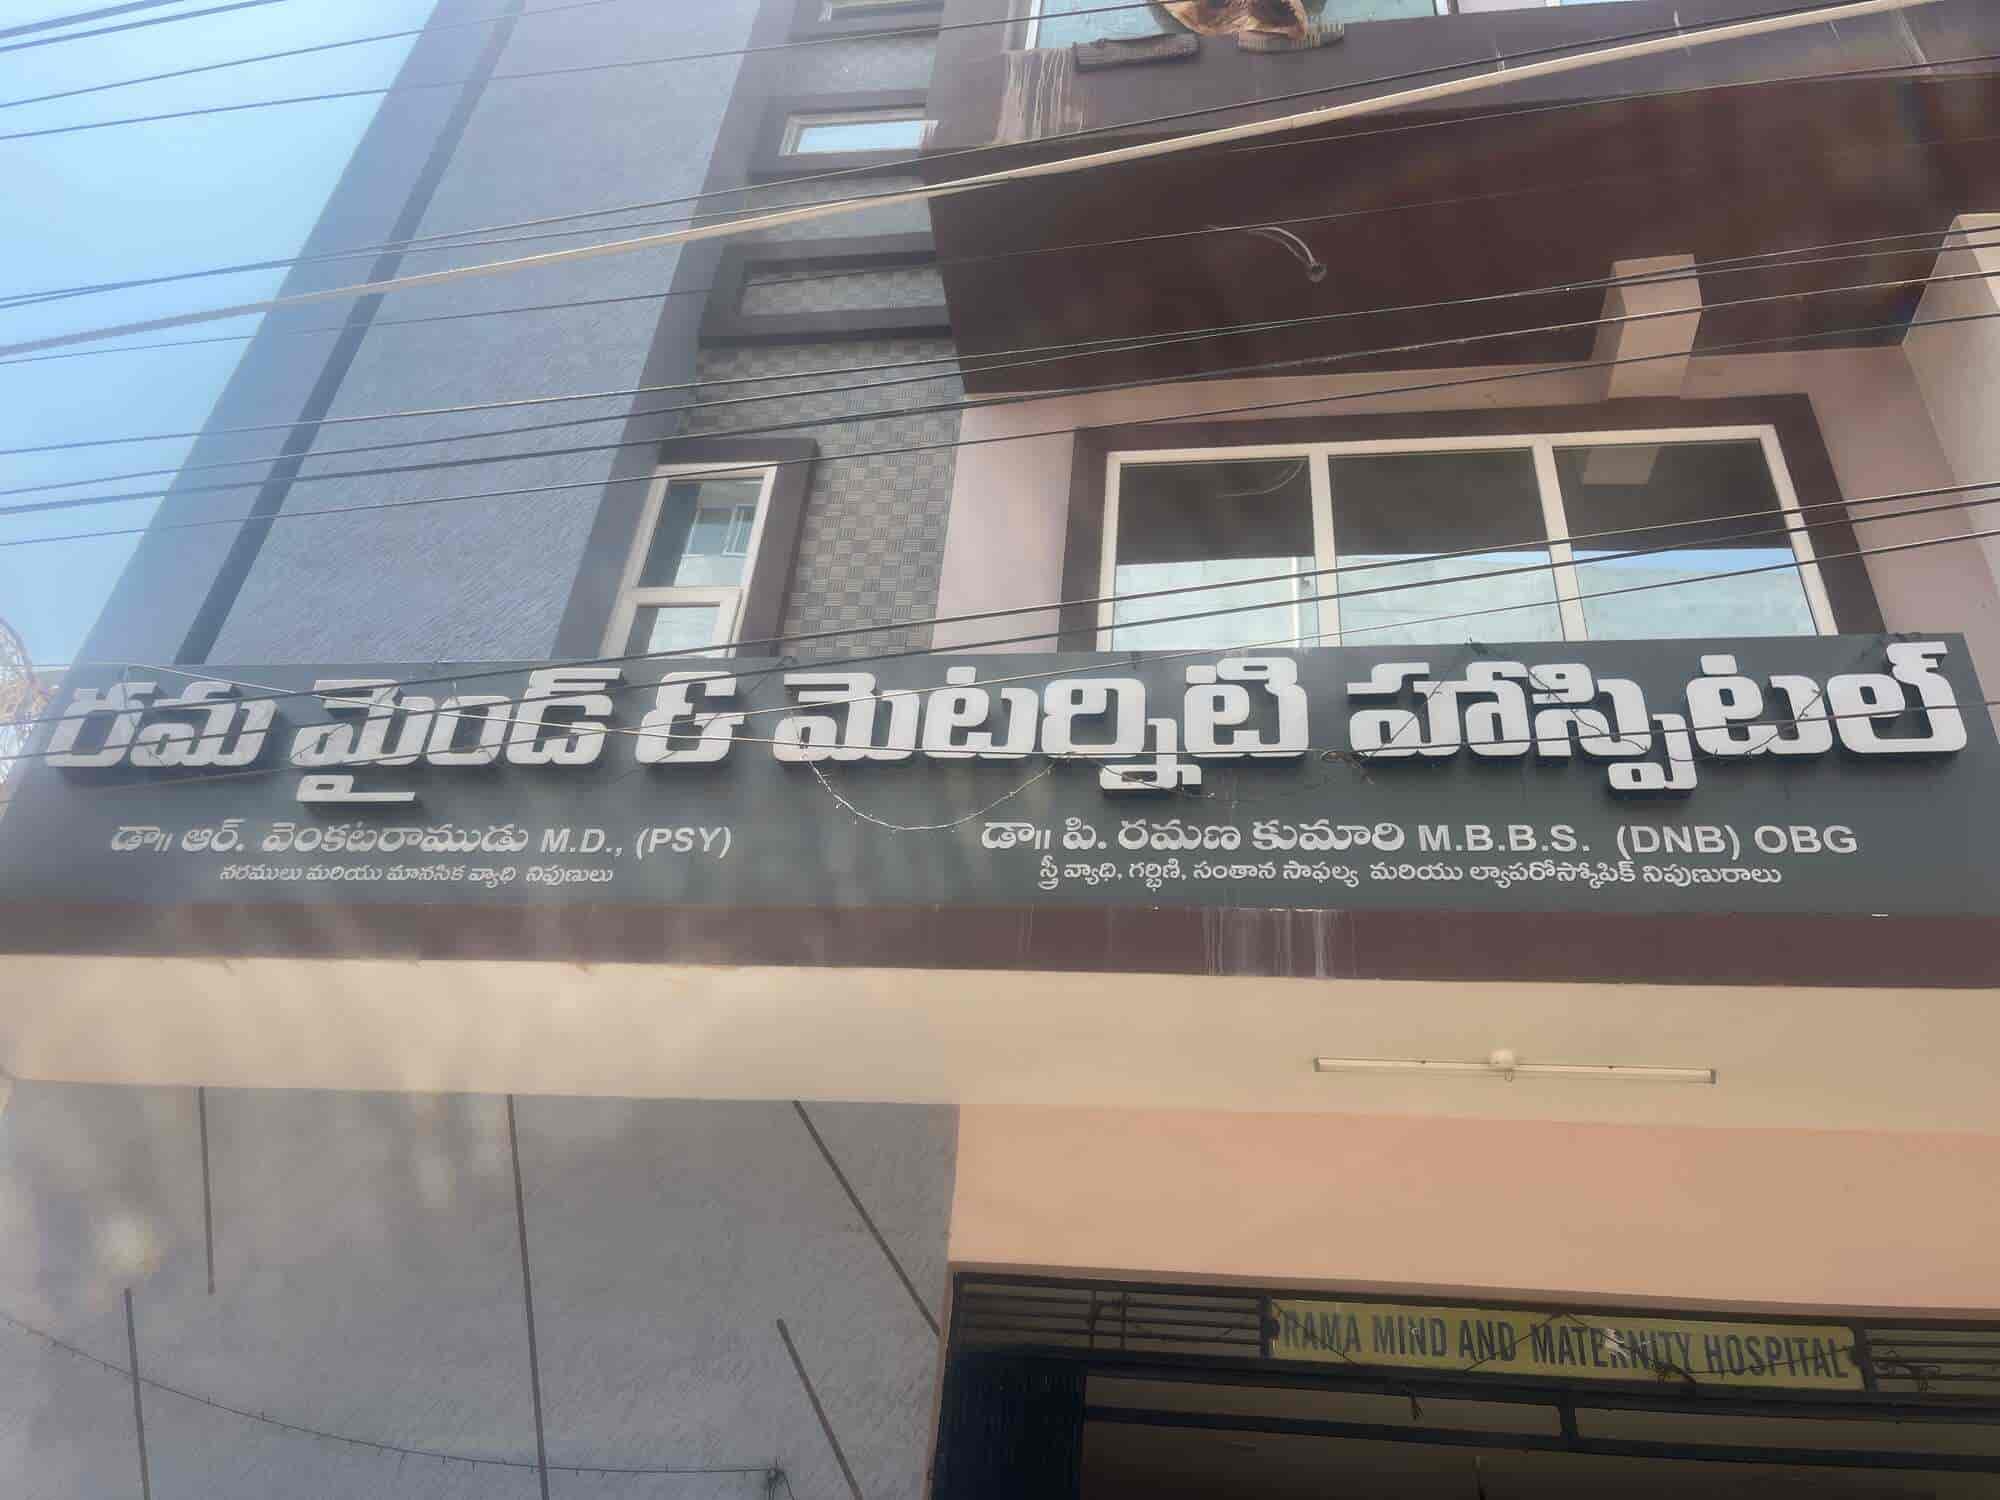 రమ మైండ్ & మెటర్నిటి హాస్పిటల్
డా॥ ఆర్. వెంకటరాముడు M.D., (PSY)
నరములు మరియు మానసిక వ్యాధి నిపుణులు
డా॥ పి. రమణ కుమారి M.B.B.S. (DNB) OBG
స్త్రీ వ్యాధి, గర్భిణి, సంతాన సాఫల్య మరియు ల్యాపరోస్కోపిక్ నిపుణురాలు
RAMA MIND AND MATERNITY HOSPITAL